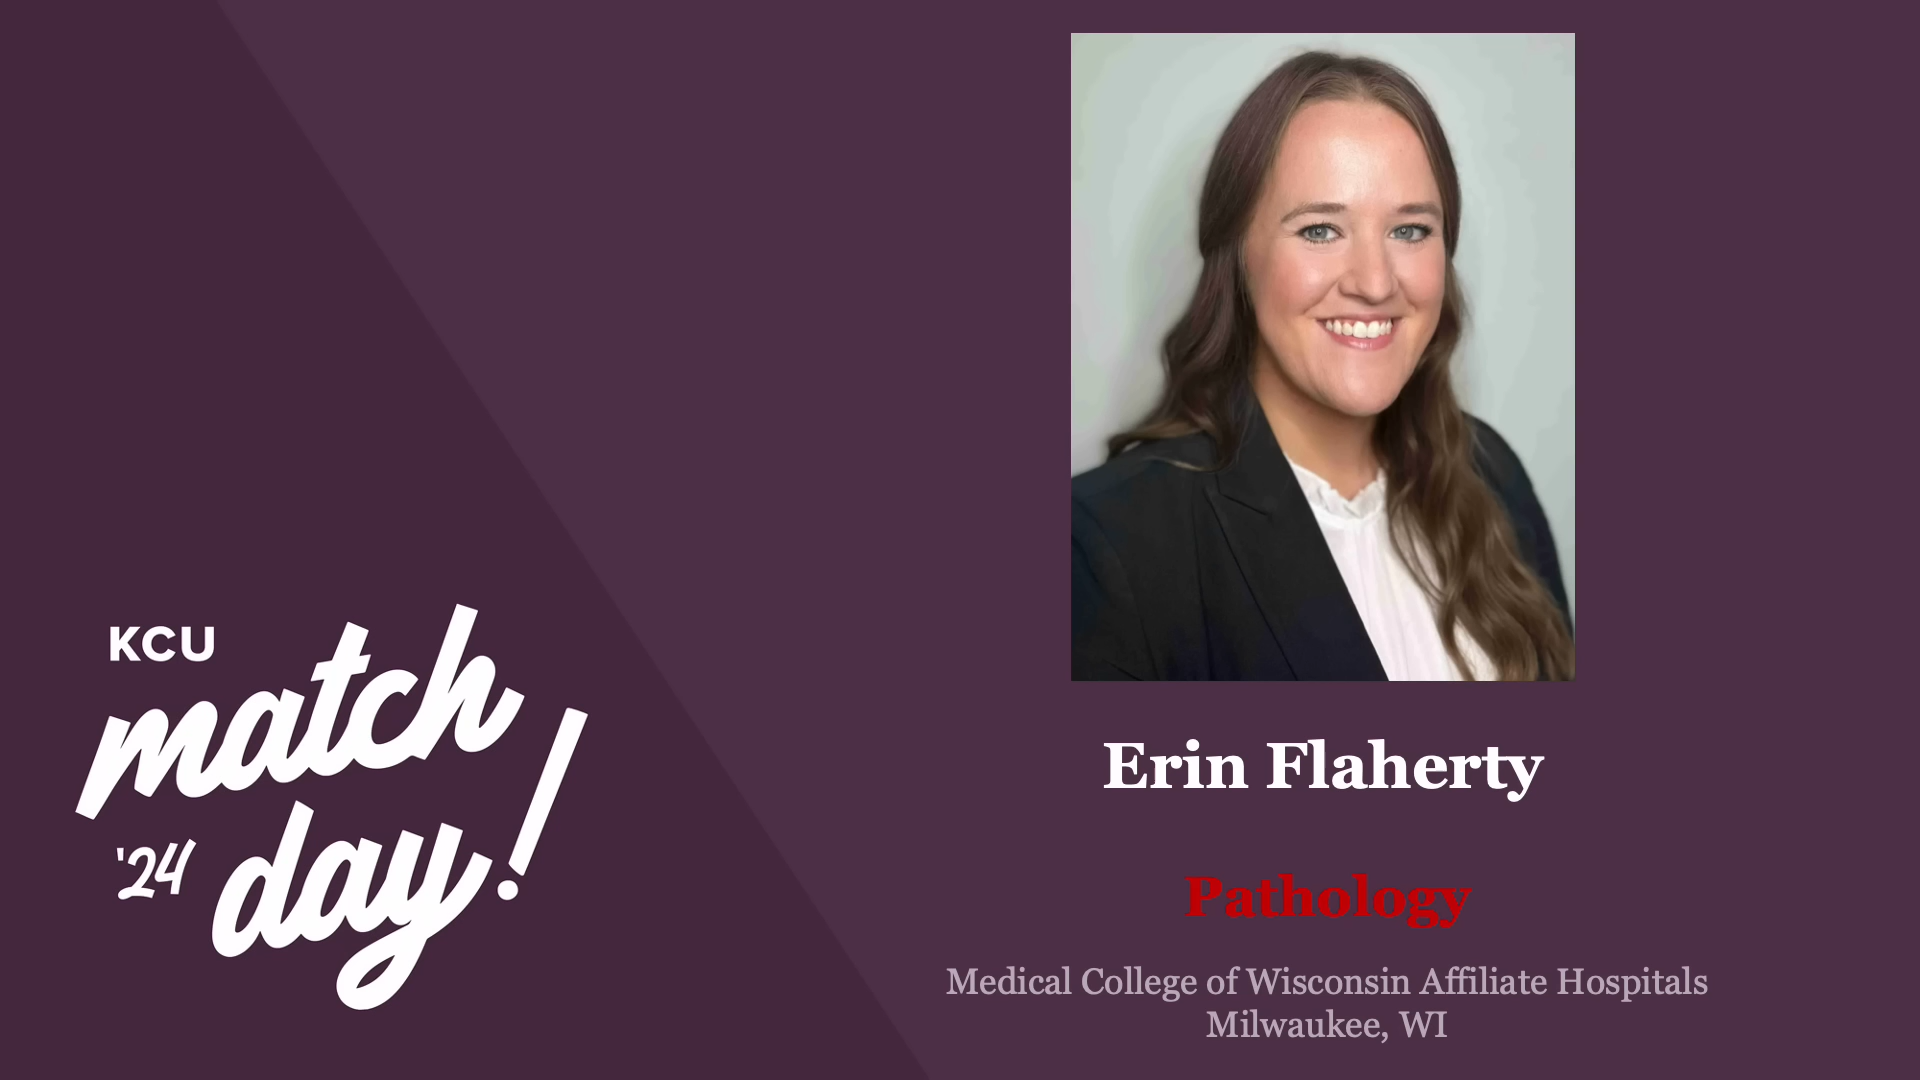 KCU
match
'24 day!
Erin Flaherty
Pathology
Medical College of Wisconsin Affiliate Hospitals
Milwaukee, WI